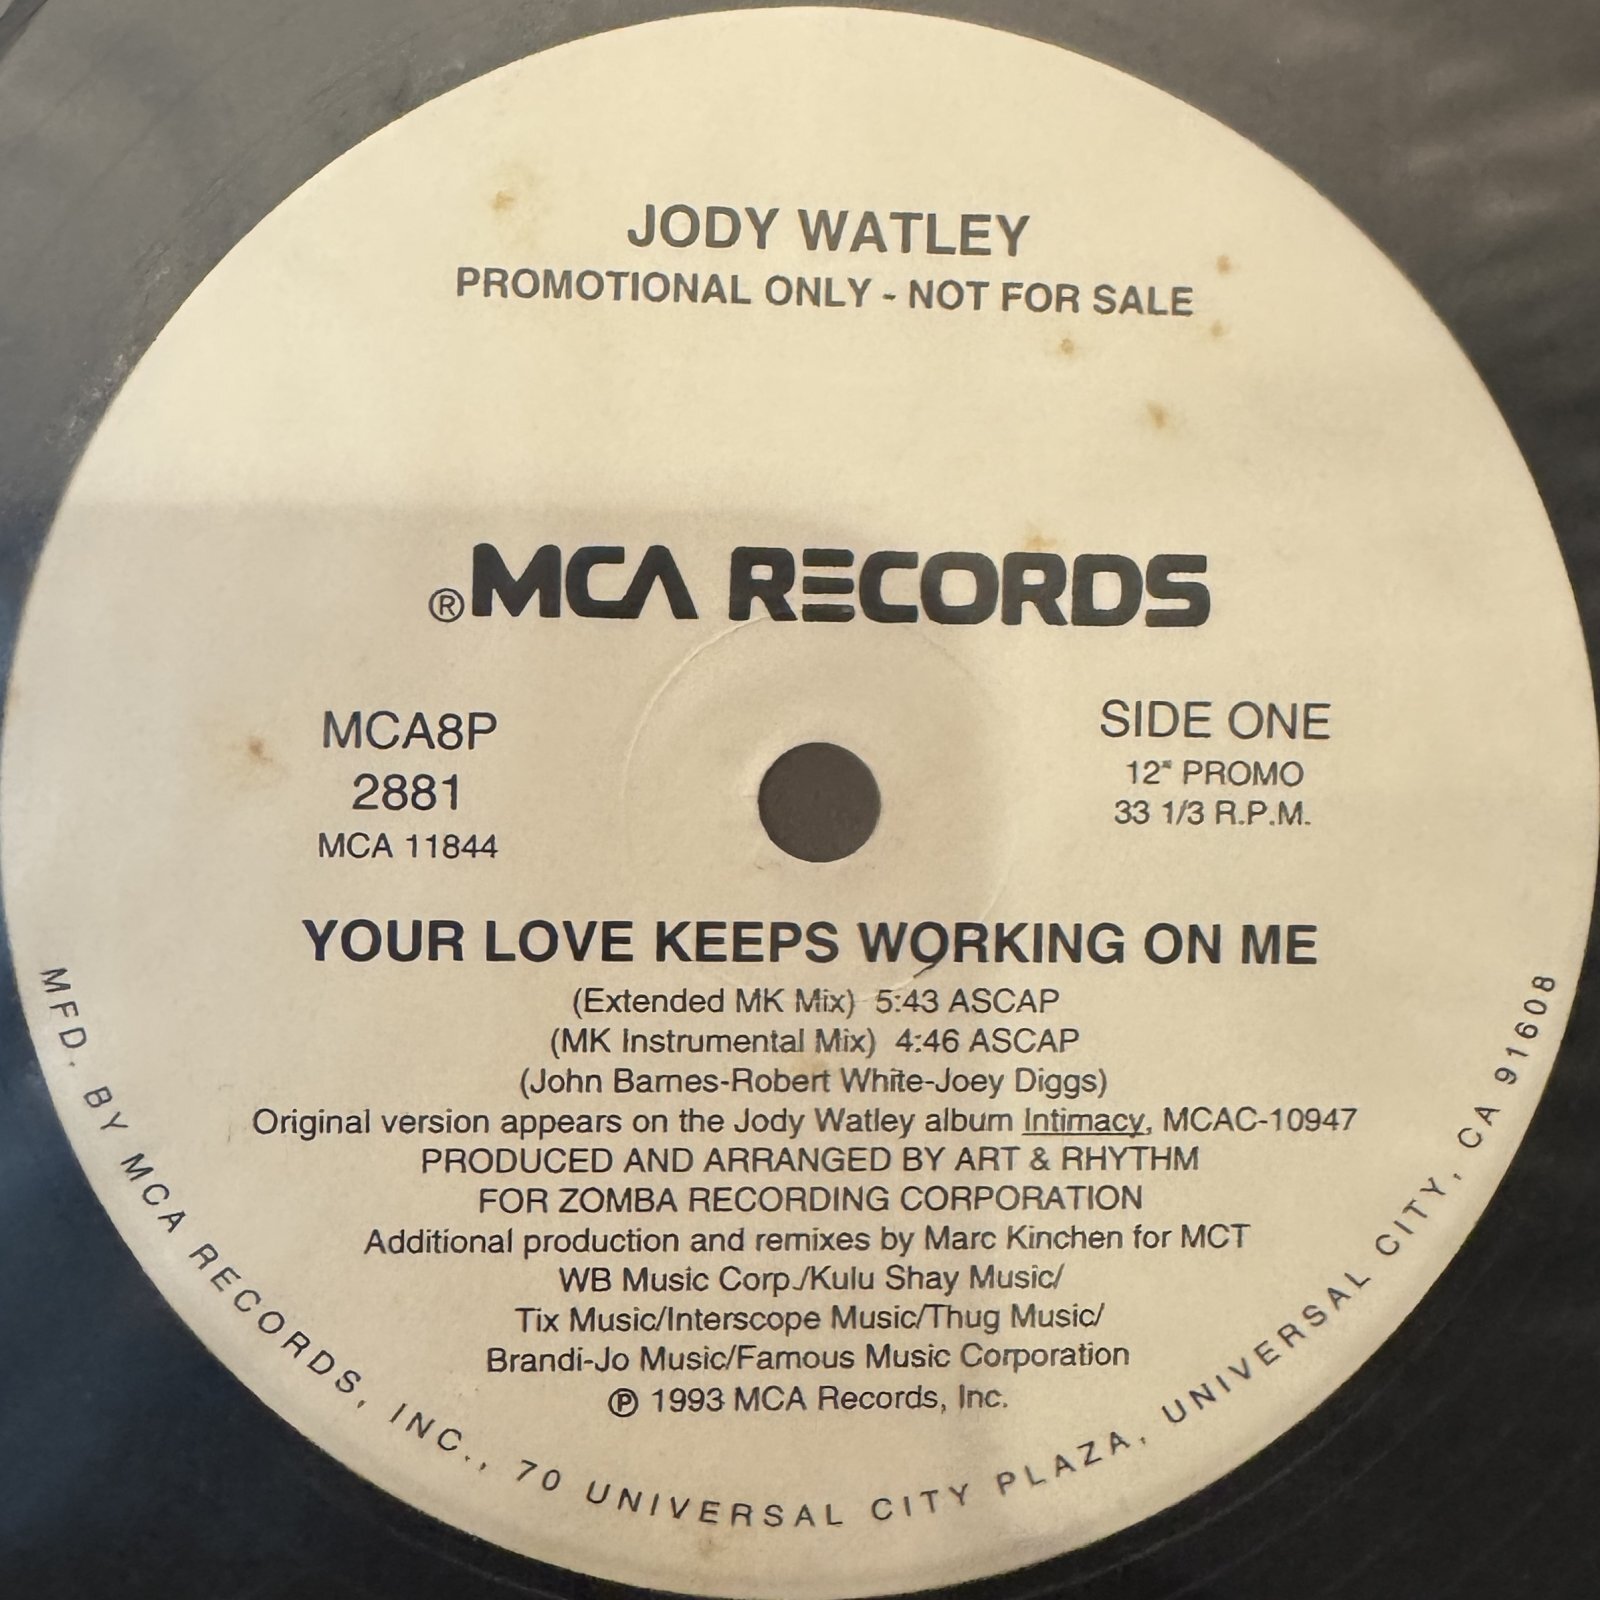 JODY WATLEY
PROMOTIONAL ONLY - NOT FOR SALE
®MCA RECORDS
MCA8P
2881
MCA 11844
SIDE ONE
12" PROMO
33 1/3 R.P.M.
YOUR LOVE KEEPS WORKING ON ME
(Extended MK Mix) 5:43 ASCAP
(MK Instrumental Mix) 4:46 ASCAP
(John Barnes-Robert White-Joey Diggs)
Original version appears on the Jody Watley album Intimacy, MCAC-10947
PRODUCED AND ARRANGED BY ART & RHYTHM
FOR ZOMBA RECORDING CORPORATION
Additional production and remixes by Marc Kinchen for MCT
WB Music Corp./Kulu Shay Music/
Tix Music/Interscope Music/Thug Music/
Brandi-Jo Music/Famous Music Corporation
℗ 1993 MCA Records, Inc.
MFD. BY MCA RECORDS, INC., 70 UNIVERSAL CITY PLAZA, UNIVERSAL CITY, CA 91608